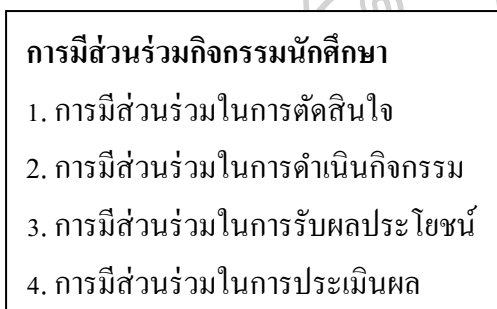 การมีส่วนร่วมกิจกรรมนักศึกษา
1. การมีส่วนร่วมในการตัดสินใจ
2. การมีส่วนร่วมในการดำเนินกิจกรรม
3. การมีส่วนร่วมในการรับผลประโยชน์
4. การมีส่วนร่วมในการประเมินผล